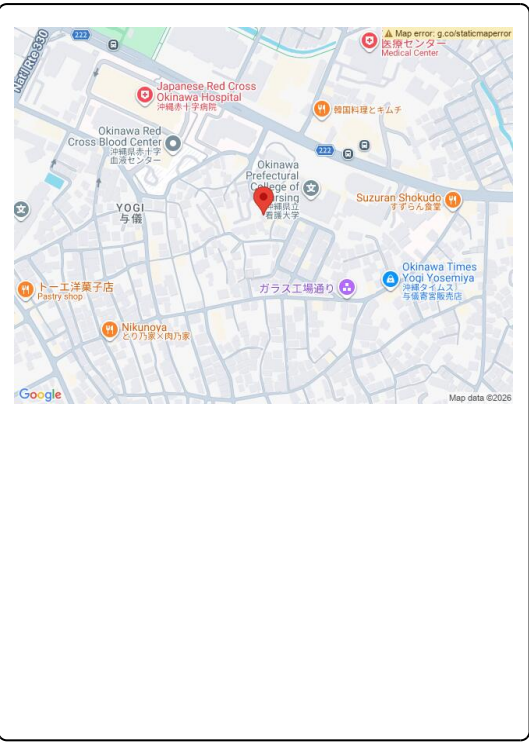 222
Nat'l Rte 330
Map error: g.co/staticmaperror
医療センター
Medical Center
Japanese Red Cross
Okinawa Hospital
沖縄赤十字病院
韓国料理とキムチ
Okinawa Red
Cross Blood Center
沖縄県赤十字
血液センター
222
Okinawa
Prefectural
College of
Nursing
沖縄県立
看護大学
YOGI
与儀
Suzuran Shokudo
すずらん食堂
Okinawa Times
Yogi Yosemiya
沖縄タイムス
与儀寄宮販売店
ガラス工場通り
トーエ洋菓子店
Pastry shop
Nikunoya
とり乃家×肉乃家
Google
Map data ©2026